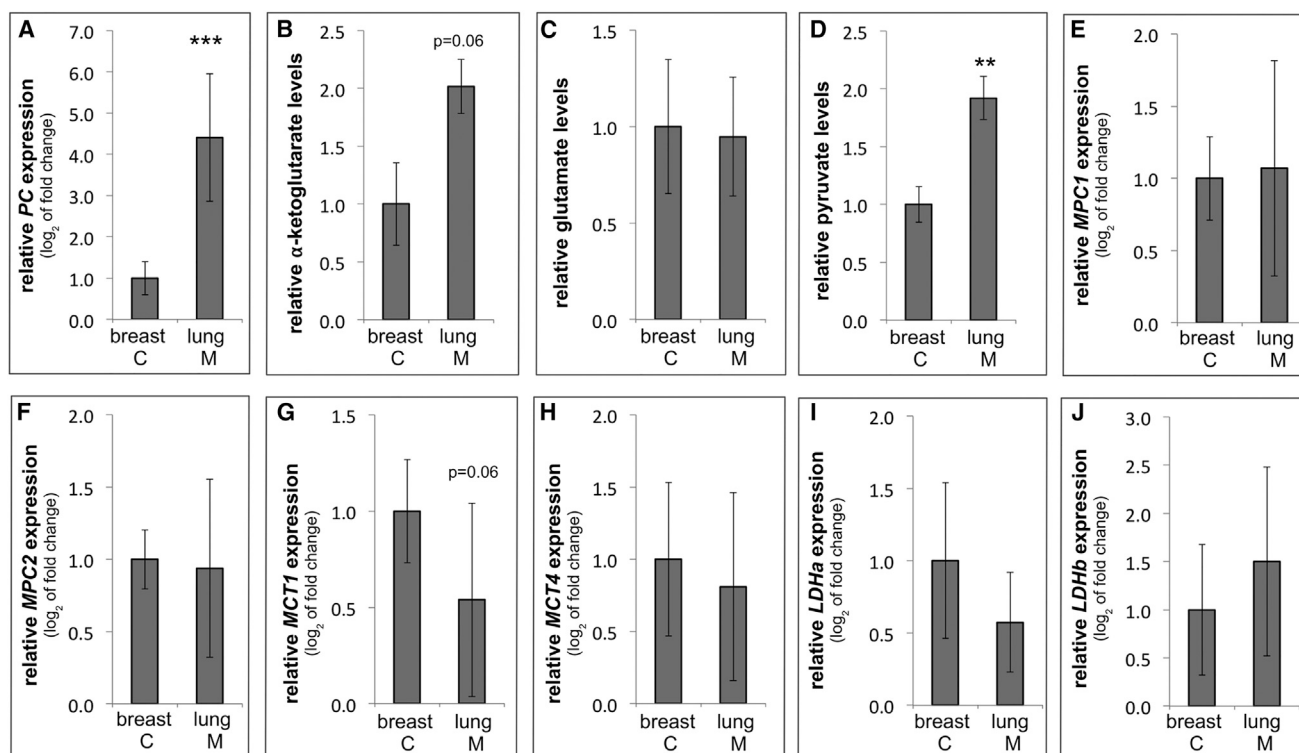 A
relative PC expression
(log2 of fold change)
7.0
6.0
5.0
4.0
3.0
2.0
1.0
0.0
***
breast lung
C M
B
relative α-ketoglutarate levels
2.5
2.0
1.5
1.0
0.5
0.0
p=0.06
breast lung
C M
C
relative glutamate levels
1.5
1.0
0.5
0.0
breast lung
C M
D
relative pyruvate levels
2.5
2.0
1.5
1.0
0.5
0.0
**
breast lung
C M
E
relative MPC1 expression
(log2 of fold change)
2.0
1.5
1.0
0.5
0.0
breast lung
C M
F
relative MPC2 expression
(log2 of fold change)
2.0
1.5
1.0
0.5
0.0
breast lung
C M
G
relative MCT1 expression
(log2 of fold change)
1.5
1.0
0.5
0.0
p=0.06
breast lung
C M
H
relative MCT4 expression
(log2 of fold change)
2.0
1.5
1.0
0.5
0.0
breast lung
C M
I
relative LDHa expression
(log2 of fold change)
2.0
1.5
1.0
0.5
0.0
breast lung
C M
J
relative LDHb expression
(log2 of fold change)
3.0
2.5
2.0
1.5
1.0
0.5
0.0
breast lung
C M